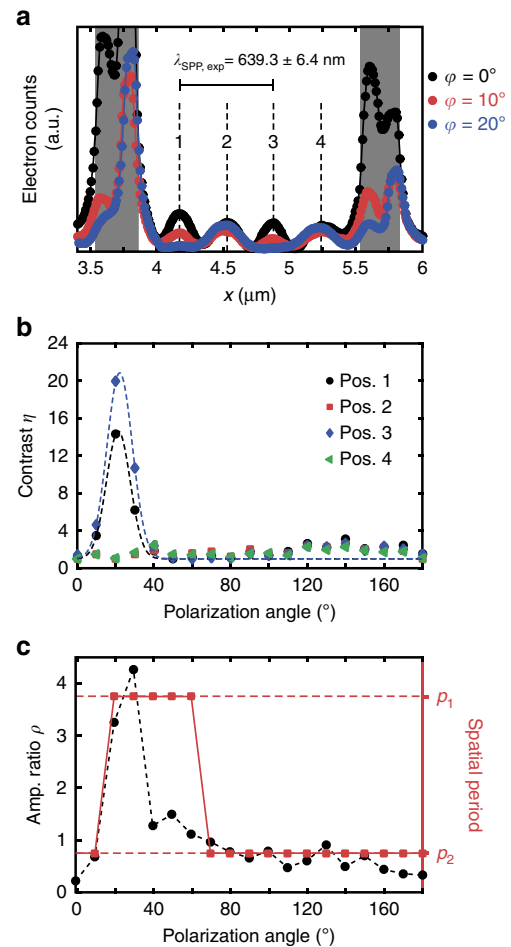 a
λSPP, exp= 639.3 ± 6.4 nm
Electron counts
(a.u.)
1 2 3 4
φ = 0°
φ = 10°
φ = 20°
3.5 4 4.5 5 5.5 6
x (μm)
b
24
20
16
12
8
4
0
Contrast η
Pos. 1
Pos. 2
Pos. 3
Pos. 4
0 40 80 120 160
Polarization angle (°)
c
4
3
2
1
0
Amp. ratio ρ
p1
p2
Spatial period
0 40 80 120 160
Polarization angle (°)